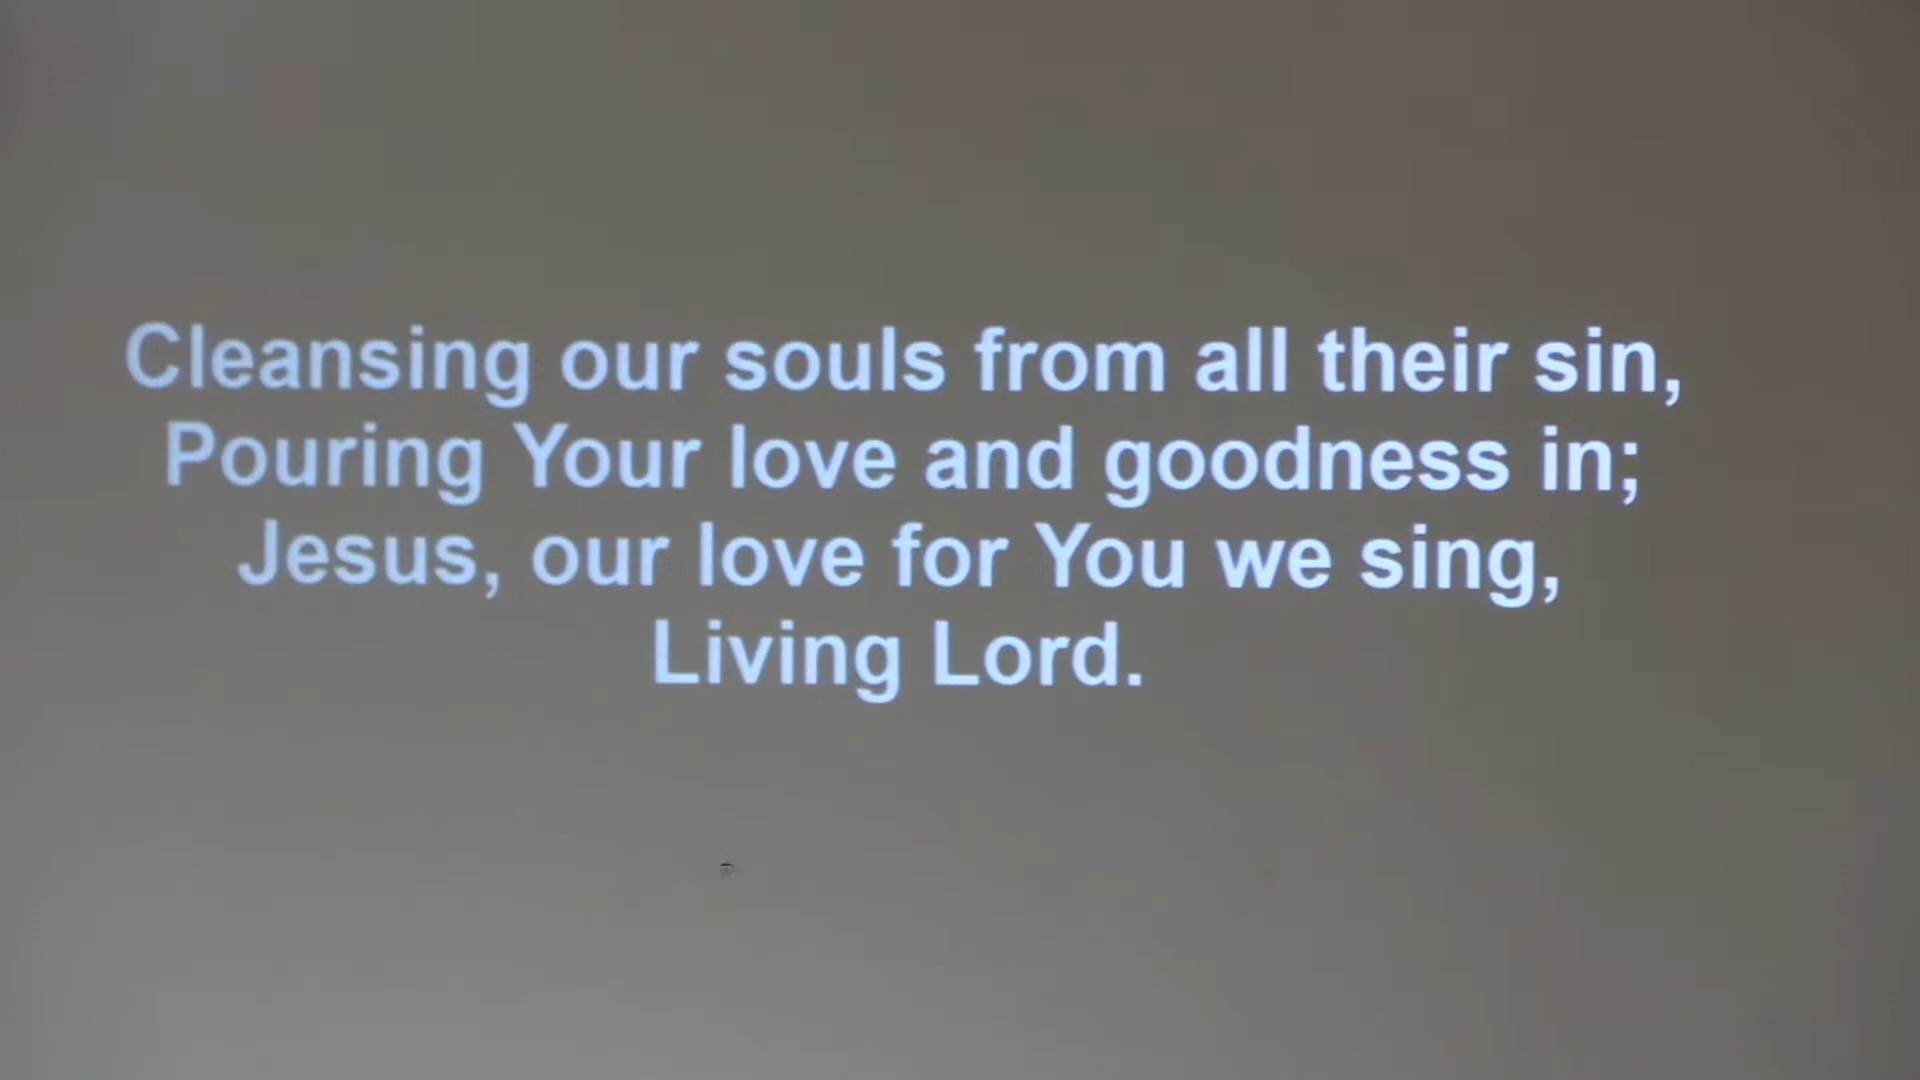 Cleansing our souls from all their sin,
Pouring Your love and goodness in;
Jesus, our love for You we sing,
Living Lord.